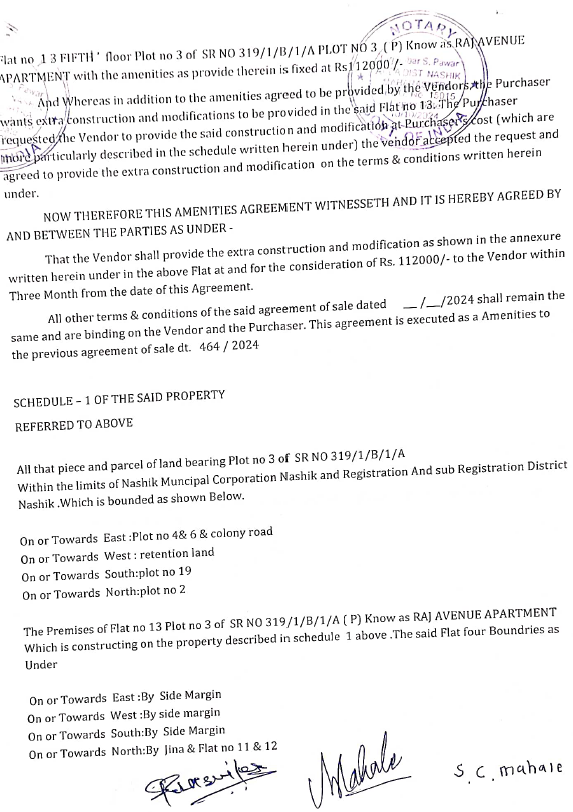 NOTARY
Flat no 1 3 FIFTH ' floor Plot no 3 of SR NO 319/1/B/1/A PLOT NO 3 ( P) Know as RAJ AVENUE
APARTMENT with the amenities as provide therein is fixed at Rs112000 /-
And Whereas in addition to the amenities agreed to be provided by the Vendors, the Purchaser
wants extra construction and modifications to be provided in the said Flat no 13. The Purchaser
requested the Vendor to provide the said construction and modification at Purchasers cost (which are
more particularly described in the schedule written herein under) the vendor accepted the request and
agreed to provide the extra construction and modification on the terms & conditions written herein
under.
NOW THEREFORE THIS AMENITIES AGREEMENT WITNESSETH AND IT IS HEREBY AGREED BY
AND BETWEEN THE PARTIES AS UNDER -
That the Vendor shall provide the extra construction and modification as shown in the annexure
written herein under in the above Flat at and for the consideration of Rs. 112000/- to the Vendor within
Three Month from the date of this Agreement.
All other terms & conditions of the said agreement of sale dated __ /__/2024 shall remain the
same and are binding on the Vendor and the Purchaser. This agreement is executed as a Amenities to
the previous agreement of sale dt. 464 / 2024
SCHEDULE – 1 OF THE SAID PROPERTY
REFERRED TO ABOVE
All that piece and parcel of land bearing Plot no 3 of SR NO 319/1/B/1/A
Within the limits of Nashik Muncipal Corporation Nashik and Registration And sub Registration District
Nashik .Which is bounded as shown Below.
On or Towards East :Plot no 4& 6 & colony road
On or Towards West : retention land
On or Towards South:plot no 19
On or Towards North:plot no 2
The Premises of Flat no 13 Plot no 3 of SR NO 319/1/B/1/A ( P) Know as RAJ AVENUE APARTMENT
Which is constructing on the property described in schedule 1 above .The said Flat four Boundries as
Under
On or Towards East :By Side Margin
On or Towards West :By side margin
On or Towards South:By Side Margin
On or Towards North:By Jina & Flat no 11 & 12
Mahale
S. C. mahale